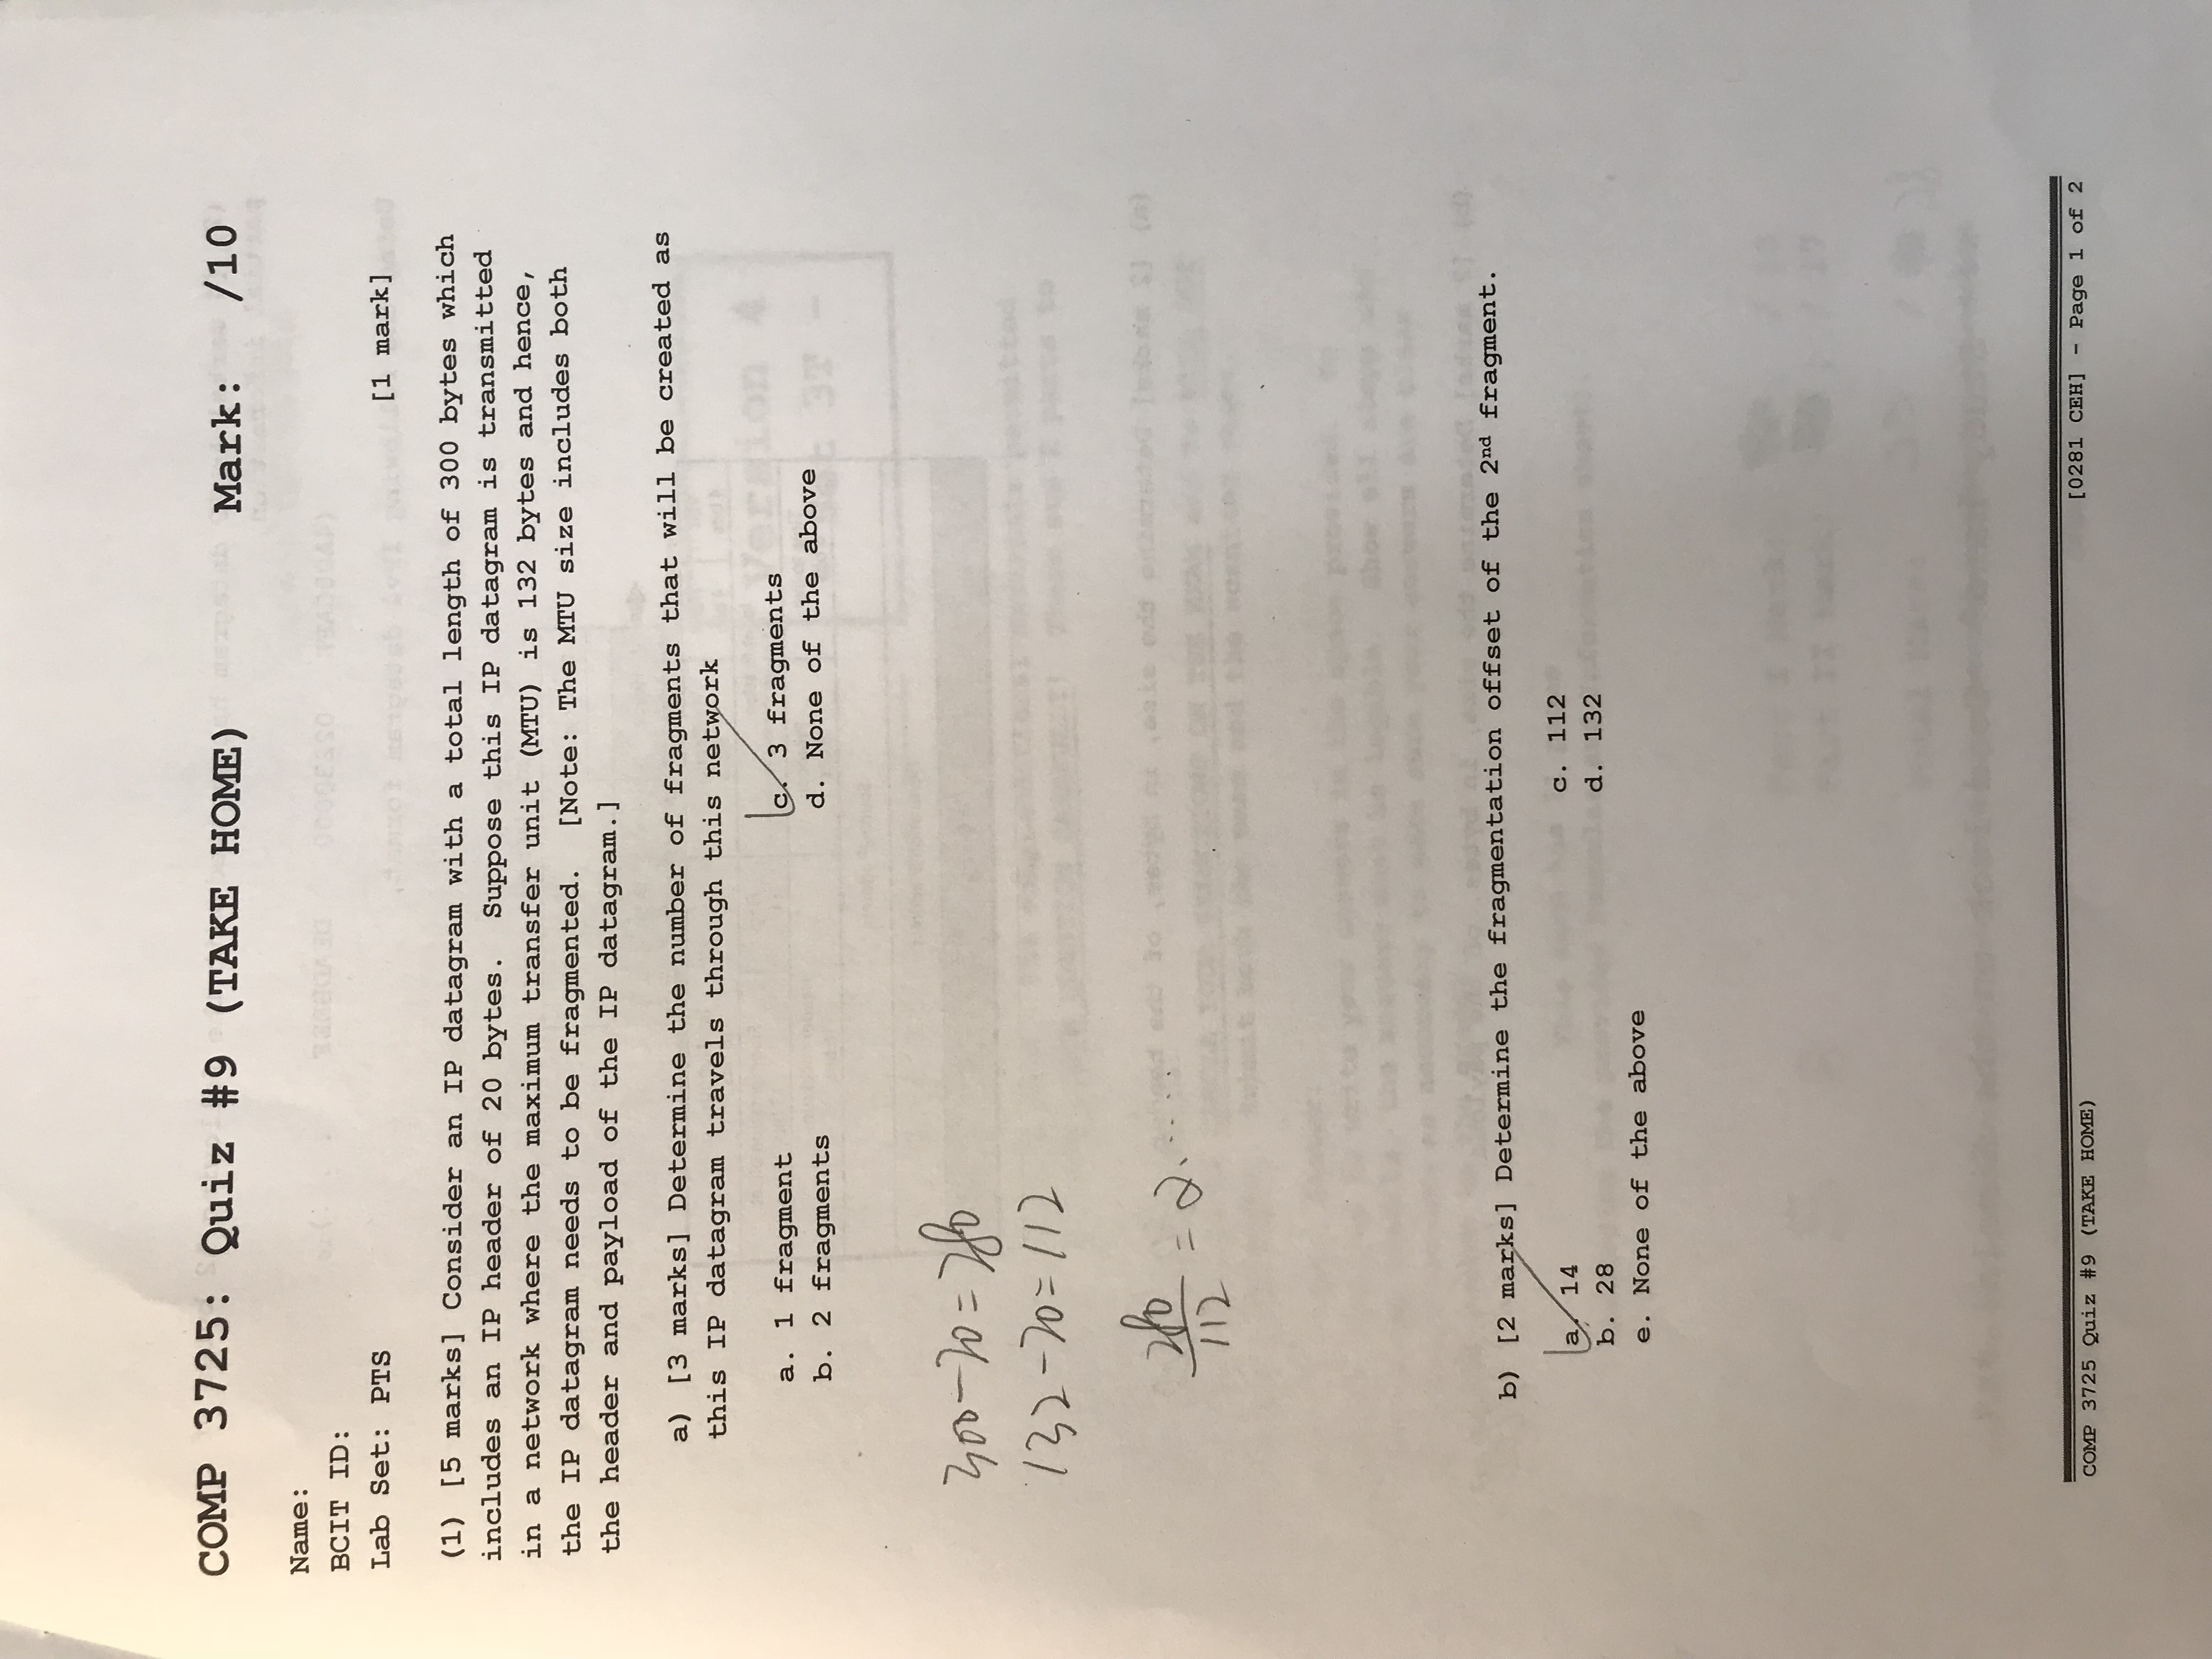 COMP 3725: Quiz #9 (TAKE HOME) Mark: /10
Name:
BCIT ID:
Lab Set: PTS [1 mark]
(1) [5 marks] Consider an IP datagram with a total length of 300 bytes which
includes an IP header of 20 bytes. Suppose this IP datagram is transmitted
in a network where the maximum transfer unit (MTU) is 132 bytes and hence,
the IP datagram needs to be fragmented. [Note: The MTU size includes both
the header and payload of the IP datagram.]
a) [3 marks] Determine the number of fragments that will be created as
this IP datagram travels through this network
a. 1 fragment c. 3 fragments
b. 2 fragments d. None of the above
300-20=280
132-20=112
280
112 = 2.....
b) [2 marks] Determine the fragmentation offset of the 2nd fragment.
a. 14 c. 112
b. 28 d. 132
e. None of the above
COMP 3725 Quiz #9 (TAKE HOME) [0281 CEH] - Page 1 of 2